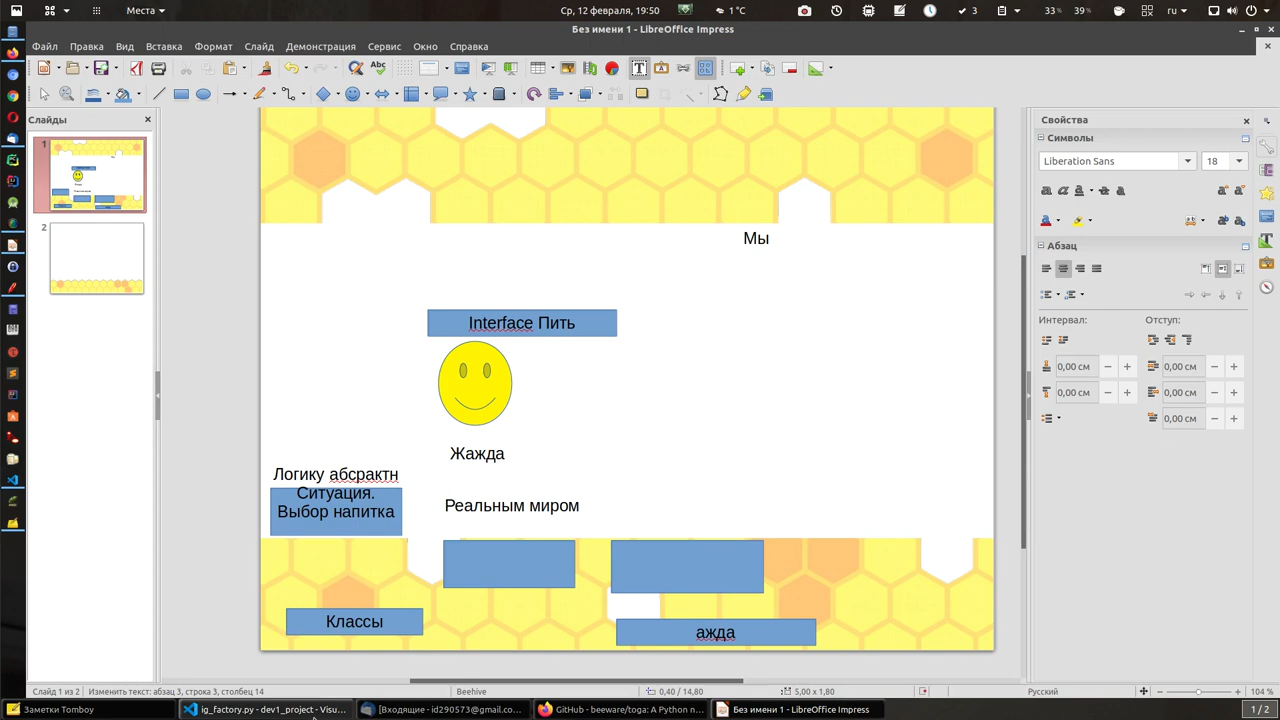 Места
Ср, 12 февраля, 19:50
1 °C
3
33 %
39 %
ru
Без имени 1 - LibreOffice Impress
Файл Правка Вид Вставка Формат Слайд Демонстрация Сервис Окно Справка
Слайды
Свойства
Символы
Liberation Sans
18
Абзац
Интервал:
Отступ:
0,00 см
0,00 см
0,00 см
0,00 см
0,00 см
1
2
Мы
Interface Пить
Жажда
Логику абсрактн
Ситуация.
Выбор напитка
Реальным миром
Классы
ажда
Слайд 1 из 2
Изменить текст: абзац 3, строка 3, столбец 14
Beehive
0,40 / 14,80
5,00 x 1,80
Русский
104 %
Заметки Tomboy
ig_factory.py - dev1_project - Visu...
[Входящие - id290573@gmail.co...
GitHub - beeware/toga: A Python n...
Без имени 1 - LibreOffice Impress
1 / 2